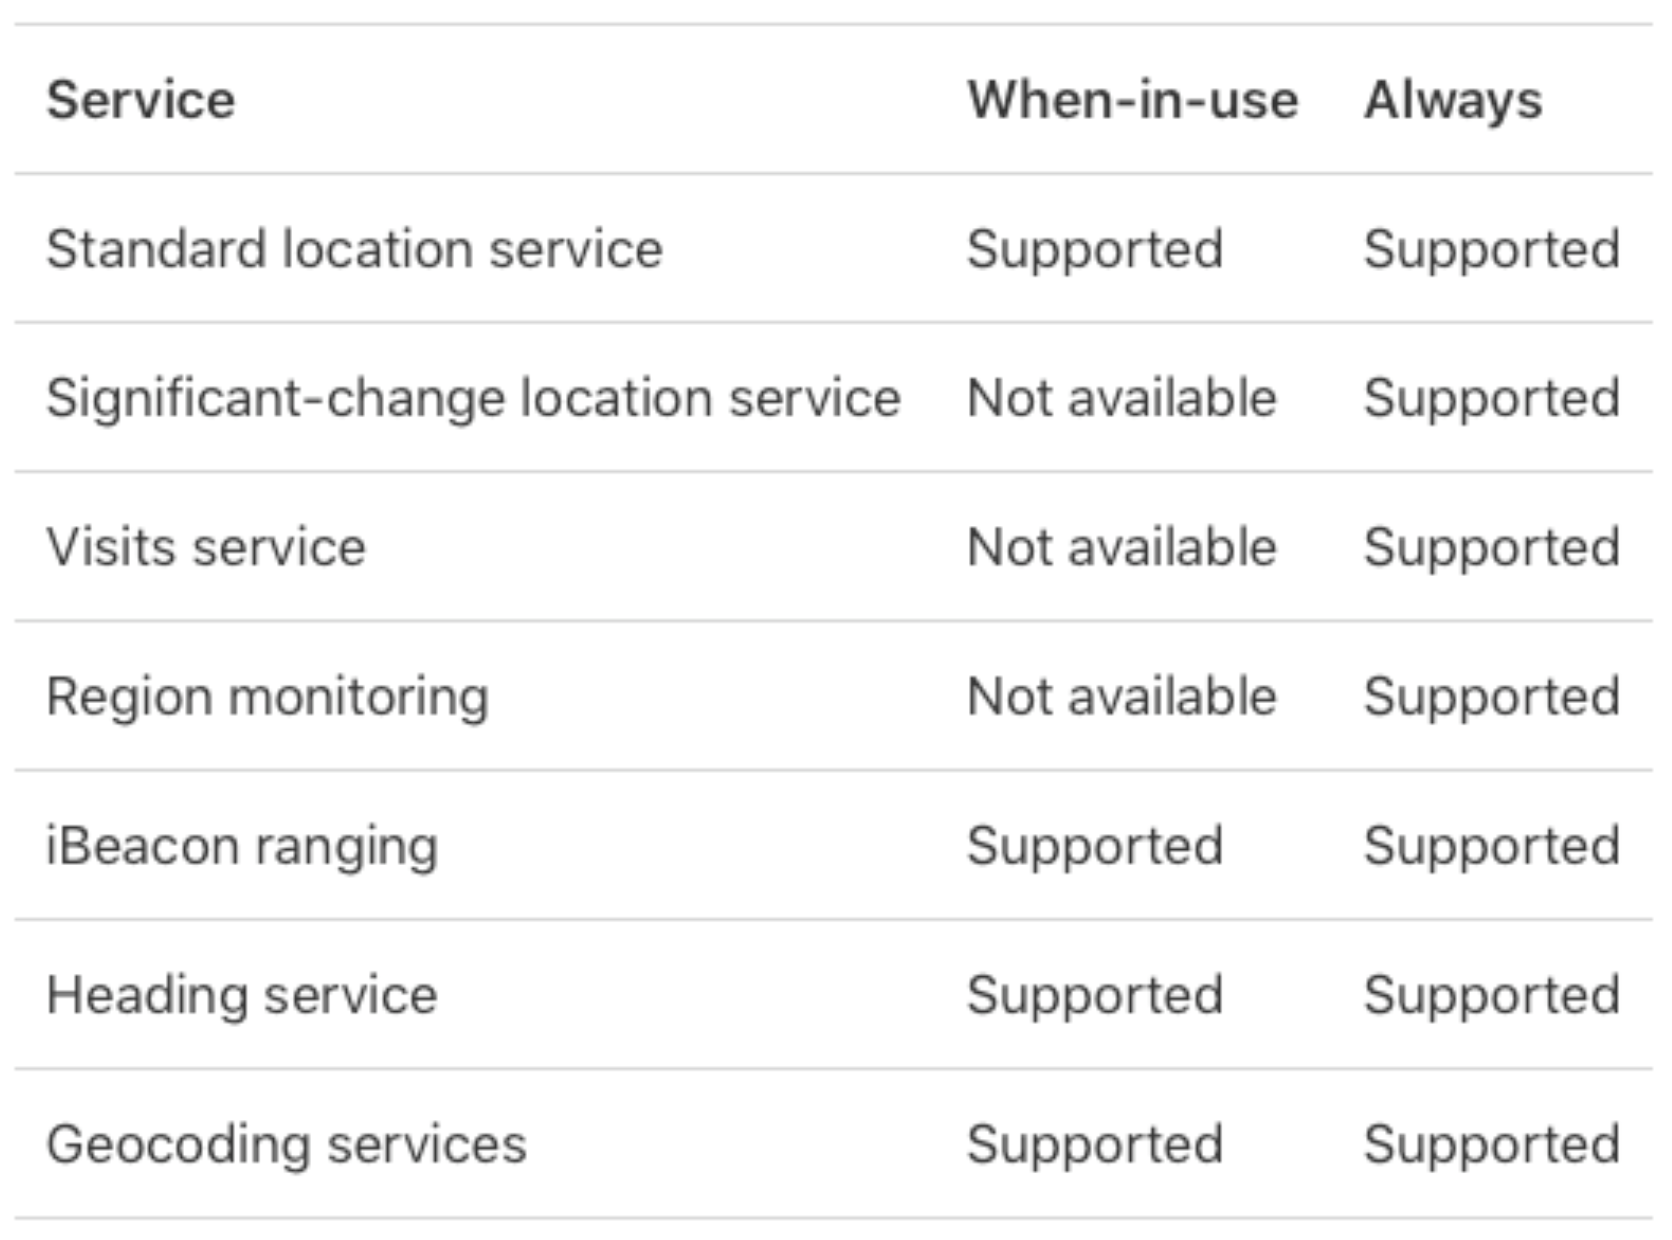 Service When-in-use Always
Standard location service Supported Supported
Significant-change location service Not available Supported
Visits service Not available Supported
Region monitoring Not available Supported
iBeacon ranging Supported Supported
Heading service Supported Supported
Geocoding services Supported Supported